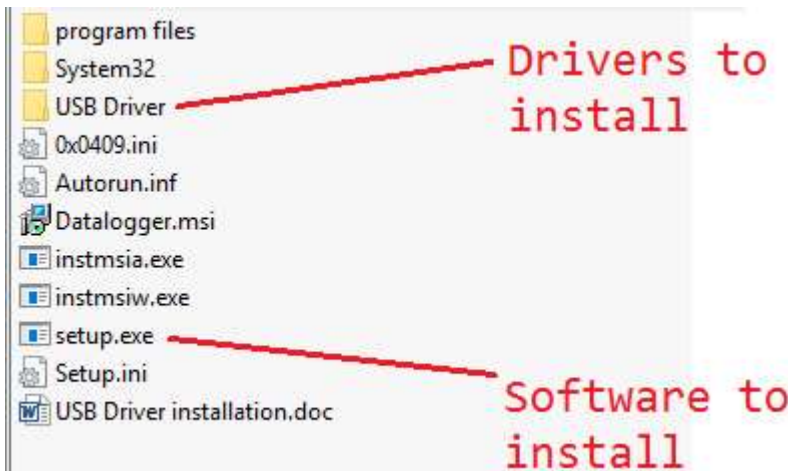 program files
System32
USB Driver
0x0409.ini
Autorun.inf
Datalogger.msi
instmsia.exe
instmsiw.exe
setup.exe
Setup.ini
USB Driver installation.doc
Drivers to
install
Software to
install